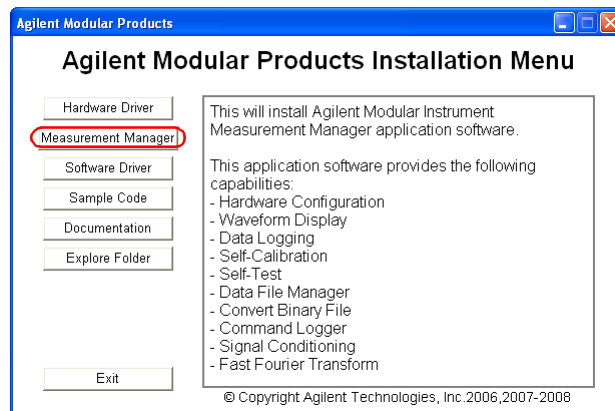 Agilent Modular Products
Agilent Modular Products Installation Menu
Hardware Driver
Measurement Manager
Software Driver
Sample Code
Documentation
Explore Folder
Exit
This will install Agilent Modular Instrument
Measurement Manager application software.
This application software provides the following
capabilities:
- Hardware Configuration
- Waveform Display
- Data Logging
- Self-Calibration
- Self-Test
- Data File Manager
- Convert Binary File
- Command Logger
- Signal Conditioning
- Fast Fourier Transform
© Copyright Agilent Technologies, Inc.2006,2007-2008